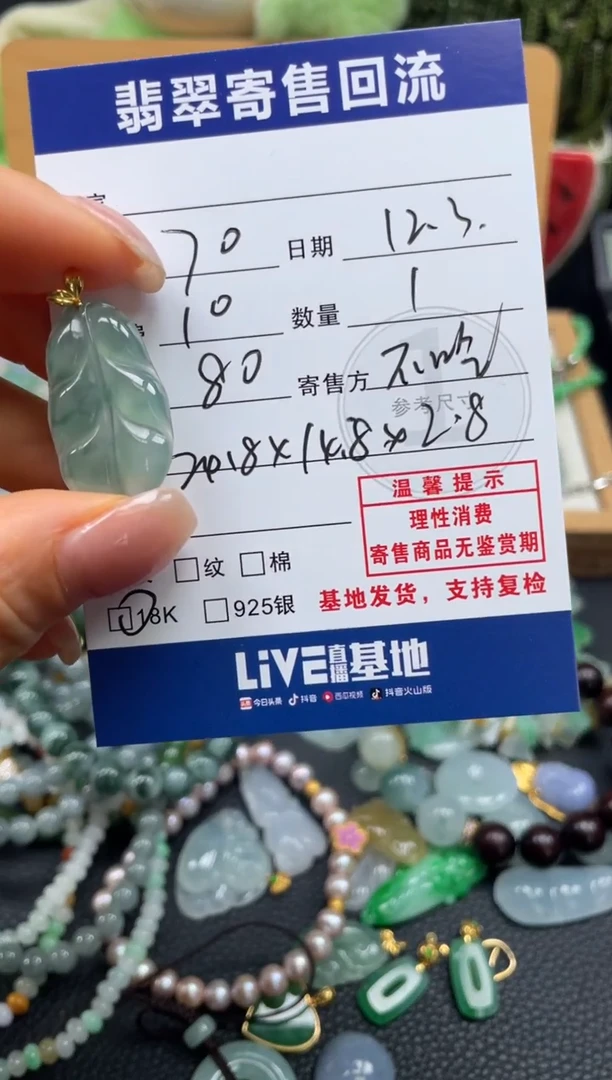 翡翠寄售回流
70 日期 12.3.
10 数量 1
80 寄售方
参考尺寸
14.8×2.8
温馨提示
理性消费
寄售商品无鉴赏期
纹 棉
18K 925银
基地发货，支持复检
LiVE直播基地
今日头条 抖音 西瓜视频 抖音火山版